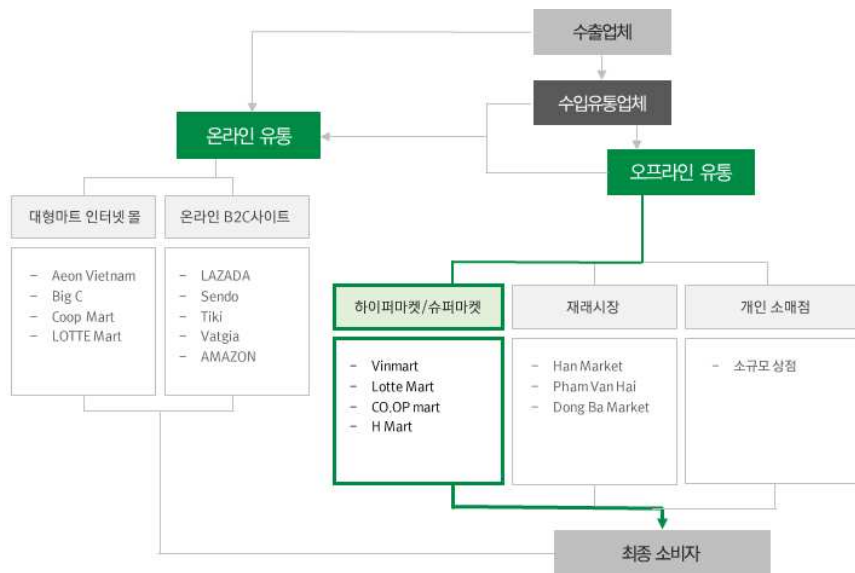 수출업체
수입유통업체
온라인 유통
오프라인 유통
대형마트 인터넷 몰
온라인 B2C사이트
- Aeon Vietnam
- Big C
- Coop Mart
- LOTTE Mart
- LAZADA
- Sendo
- Tiki
- Vatgia
- AMAZON
하이퍼마켓/슈퍼마켓
재래시장
개인 소매점
- Vinmart
- Lotte Mart
- CO.OP mart
- H Mart
- Han Market
- Pham Van Hai
- Dong Ba Market
- 소규모 상점
최종 소비자